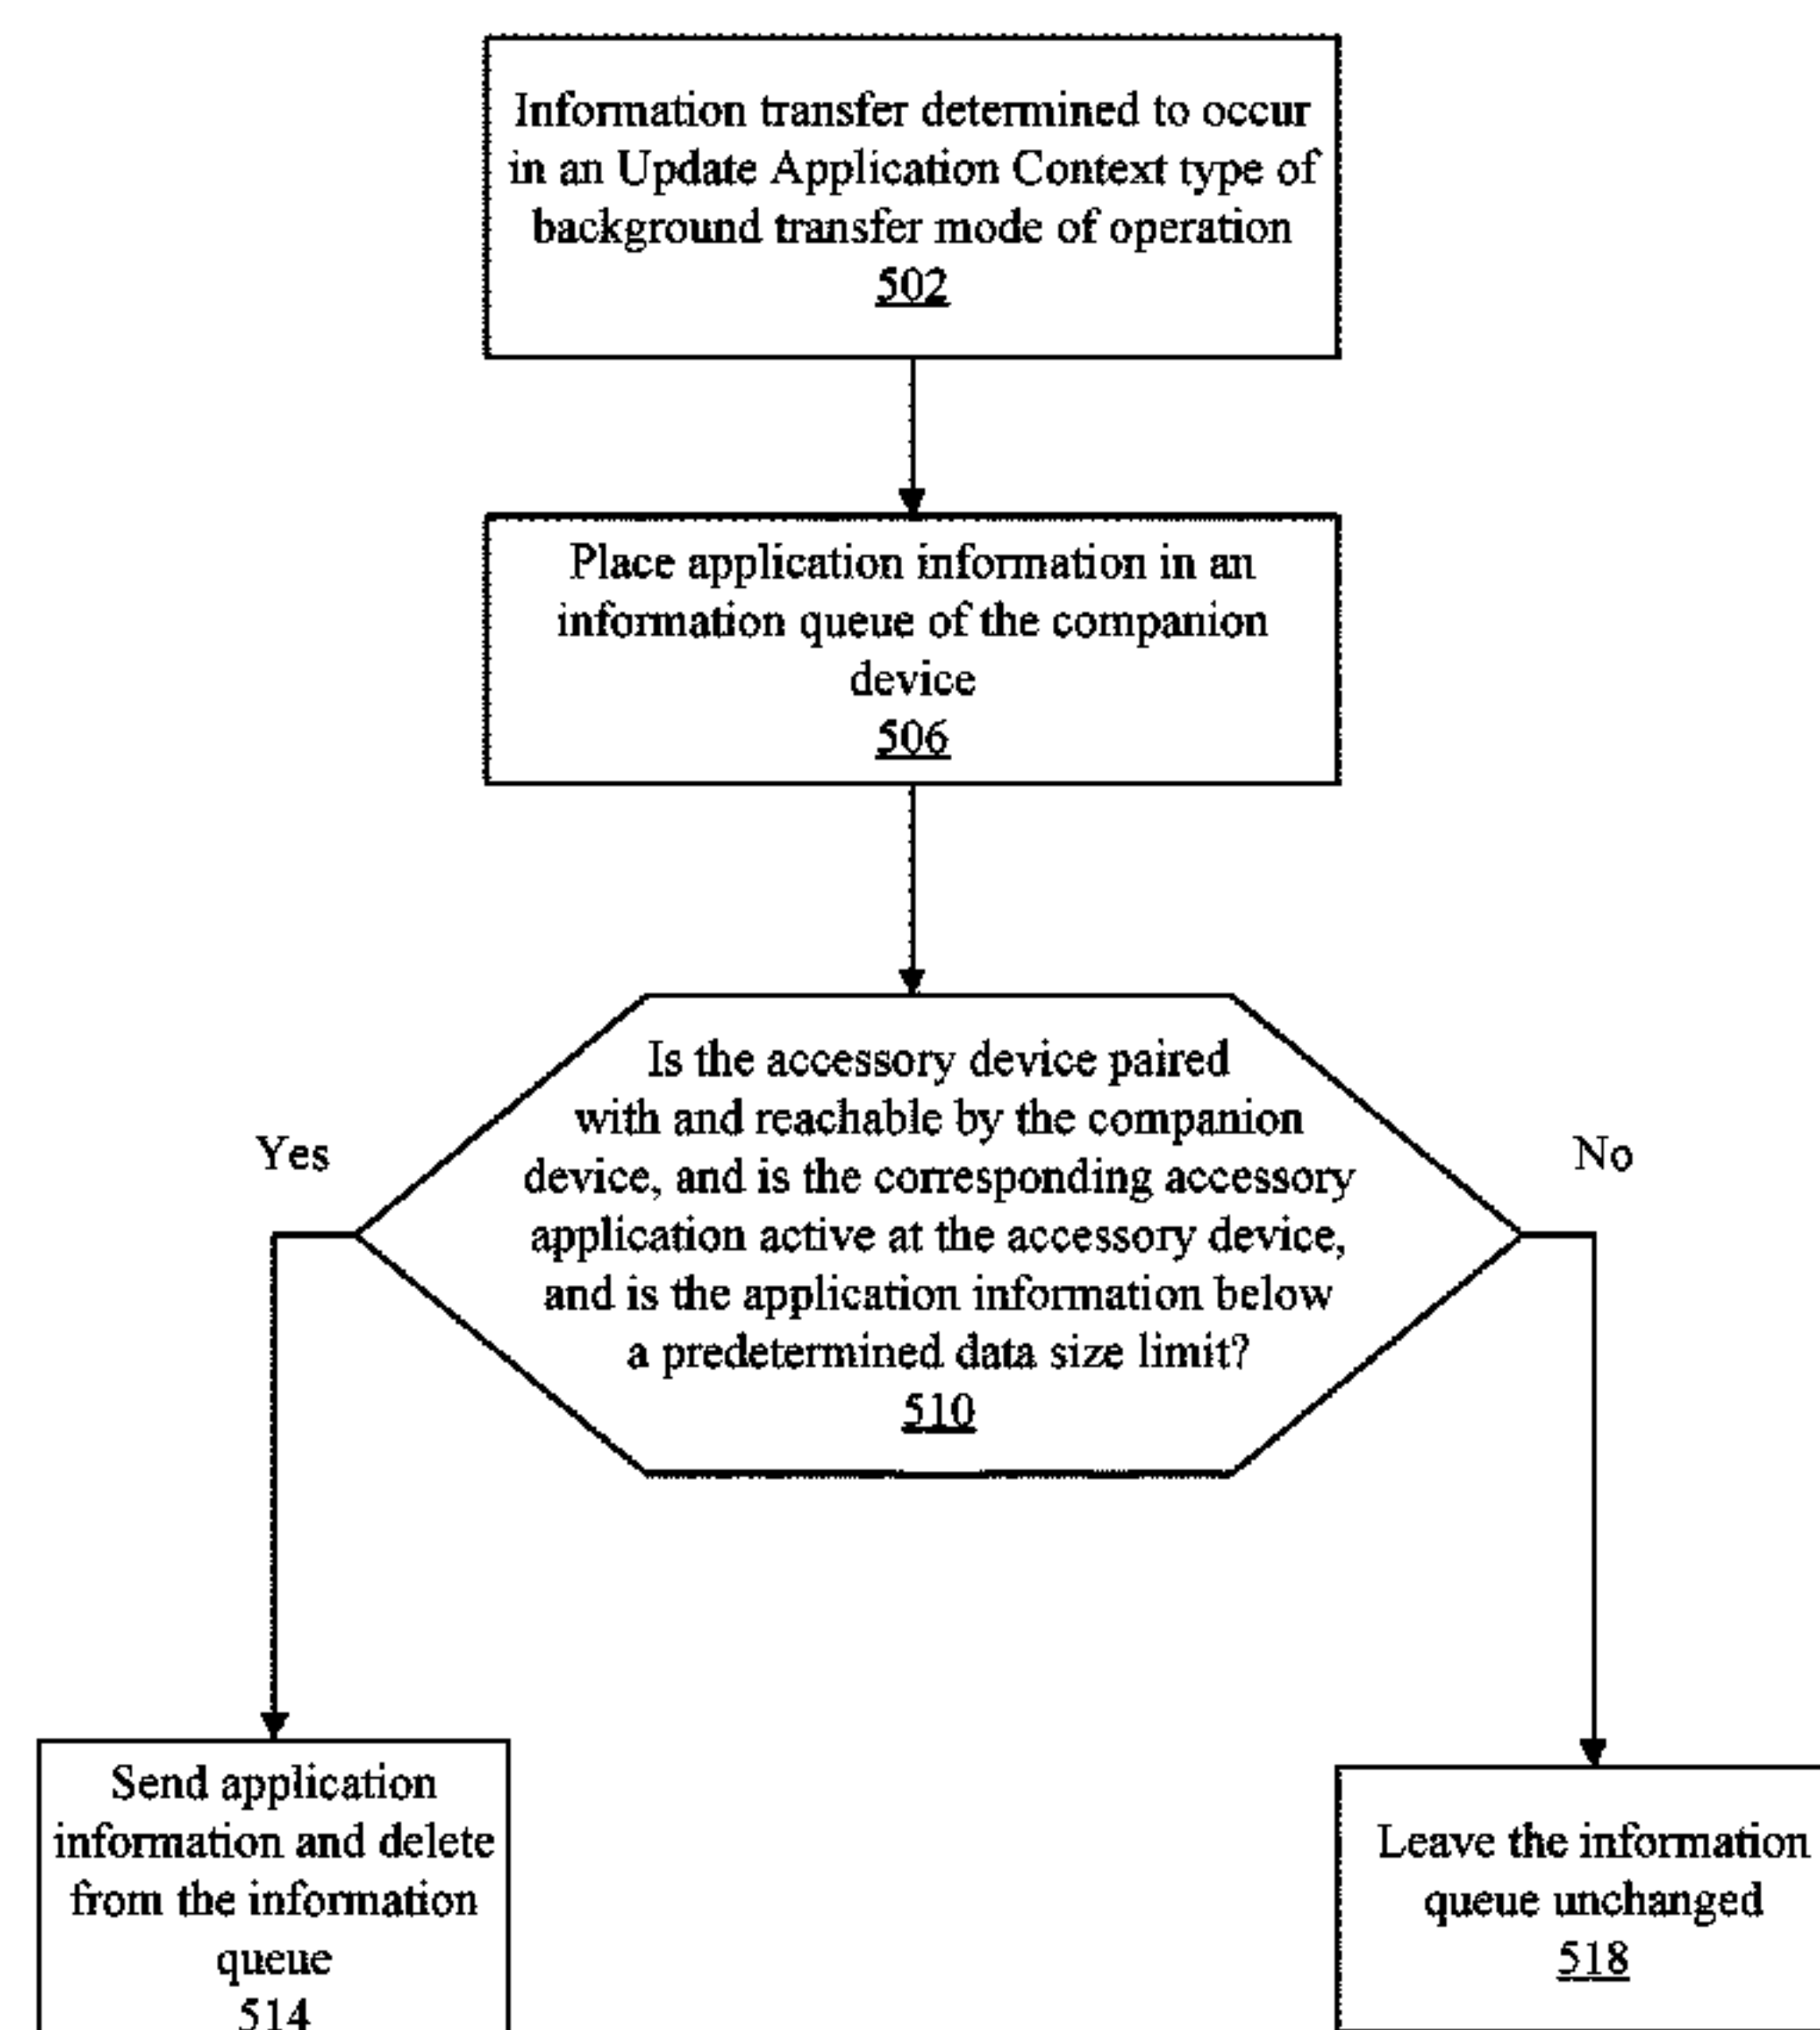 Information transfer determined to occur
in an Update Application Context type of
background transfer mode of operation
502
Place application information in an
information queue of the companion
device
506
Is the accessory device paired
with and reachable by the companion
device, and is the corresponding accessory
application active at the accessory device,
and is the application information below
a predetermined data size limit?
510
Yes
No
Send application
information and delete
from the information
queue
514
Leave the information
queue unchanged
518